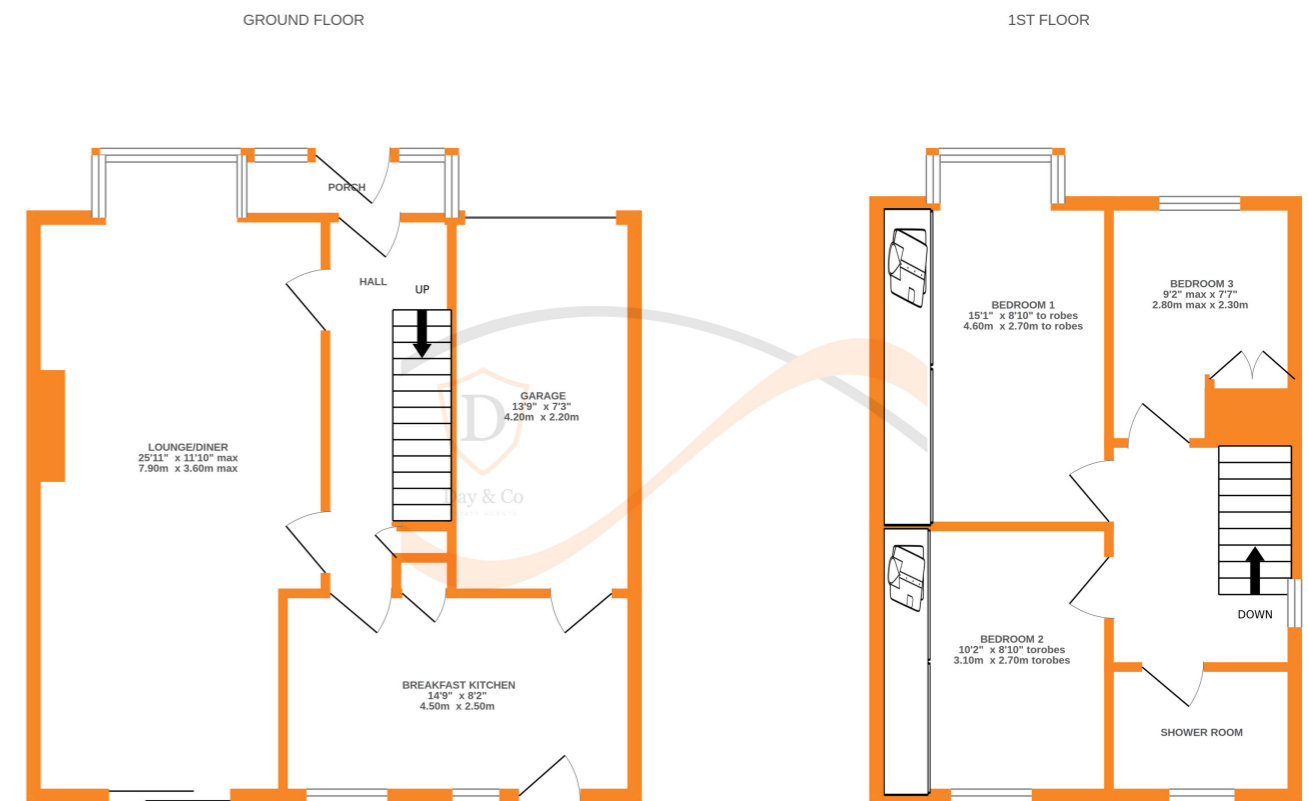 GROUND FLOOR
1ST FLOOR
PORCH
HALL
UP
GARAGE
13'9" x 7'3"
4.20m x 2.20m
LOUNGE/DINER
25'11" x 11'10" max
7.90m x 3.60m max
D
Day & Co
BREAKFAST KITCHEN
14'9" x 8'2"
4.50m x 2.50m
BEDROOM 3
9'2" max x 7'7"
2.80m max x 2.30m
BEDROOM 1
15'1" x 8'10" to robes
4.60m x 2.70m to robes
DOWN
BEDROOM 2
10'2" x 8'10" torobes
3.10m x 2.70m torobes
SHOWER ROOM